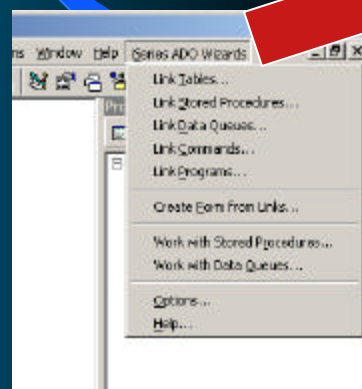 ns Window Help iSeries ADO Wizards
Link Tables...
Link Stored Procedures...
Link Data Queues...
Link Commands...
Link Programs...
Create Form from Links...
Work with Stored Procedures...
Work with Data Queues...
Options...
Help...